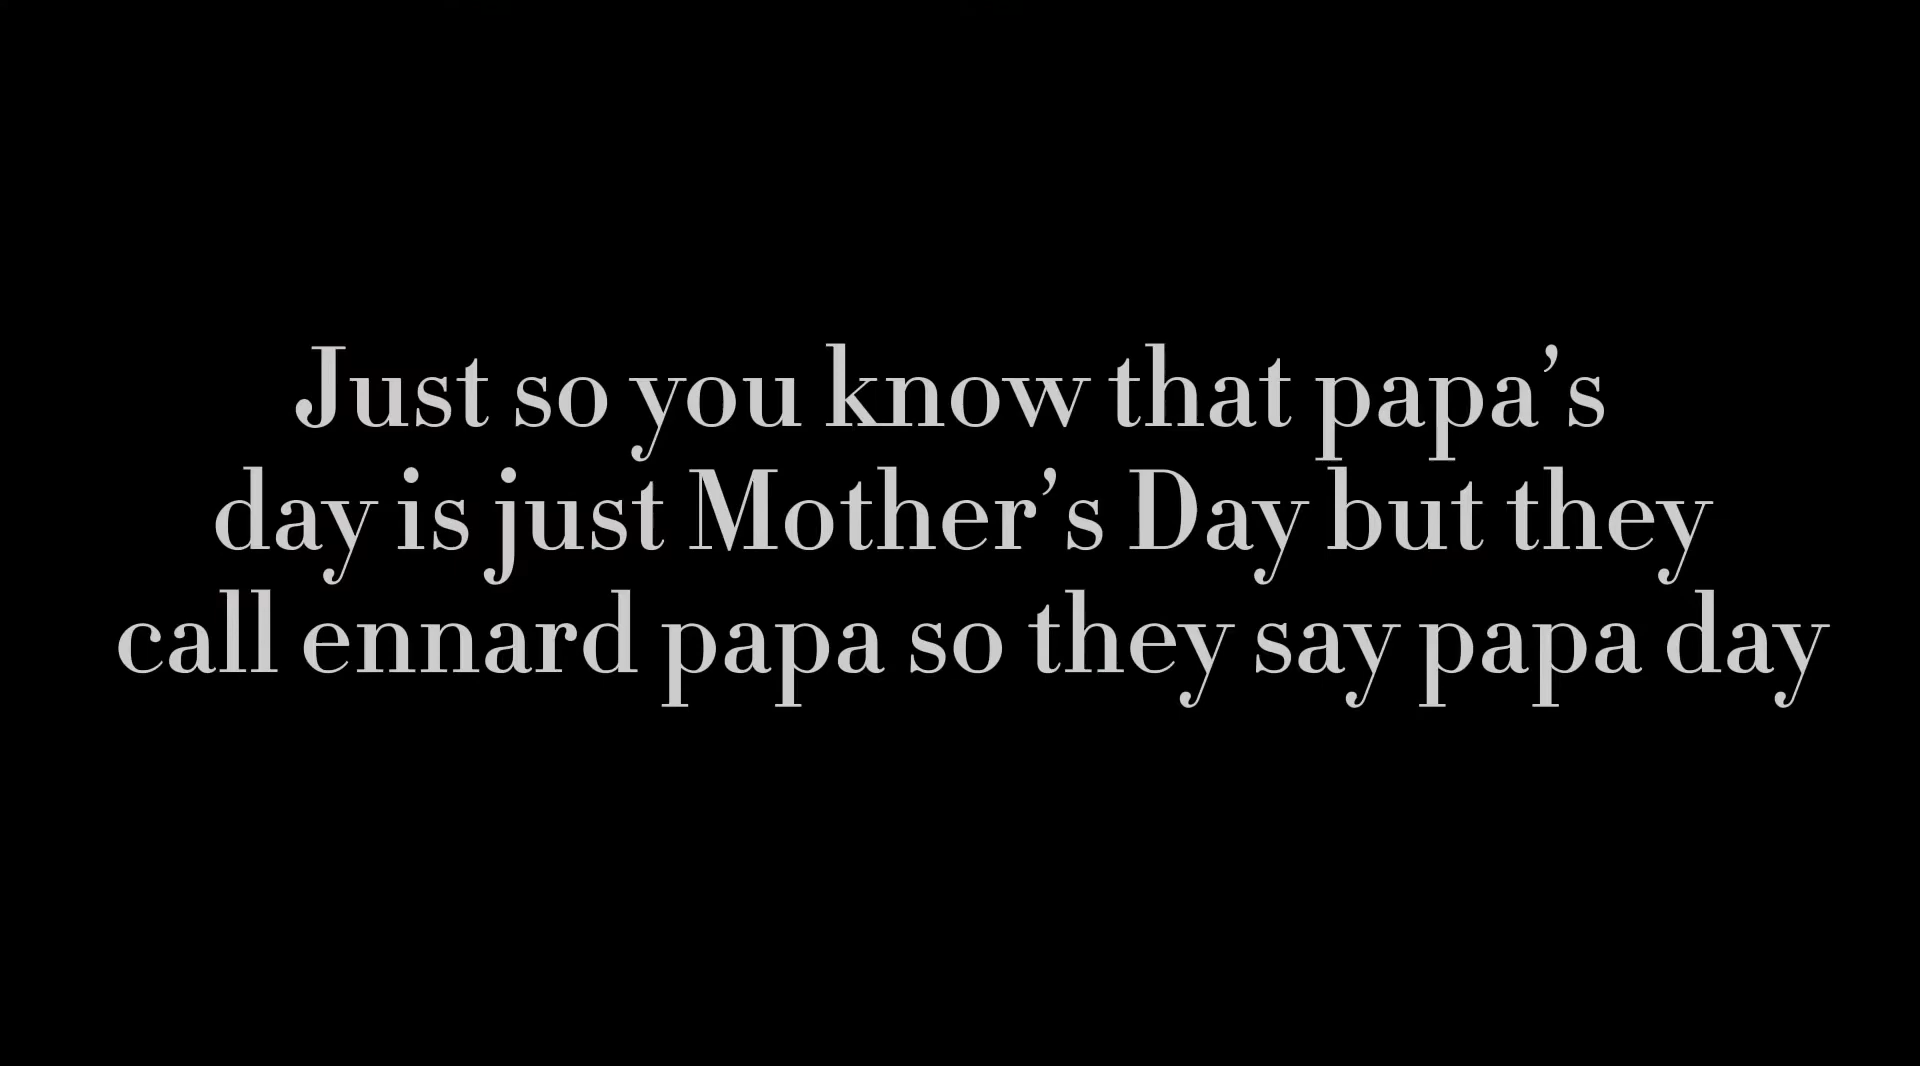 Just so you know that papa’s
day is just Mother’s Day but they
call ennard papa so they say papa day